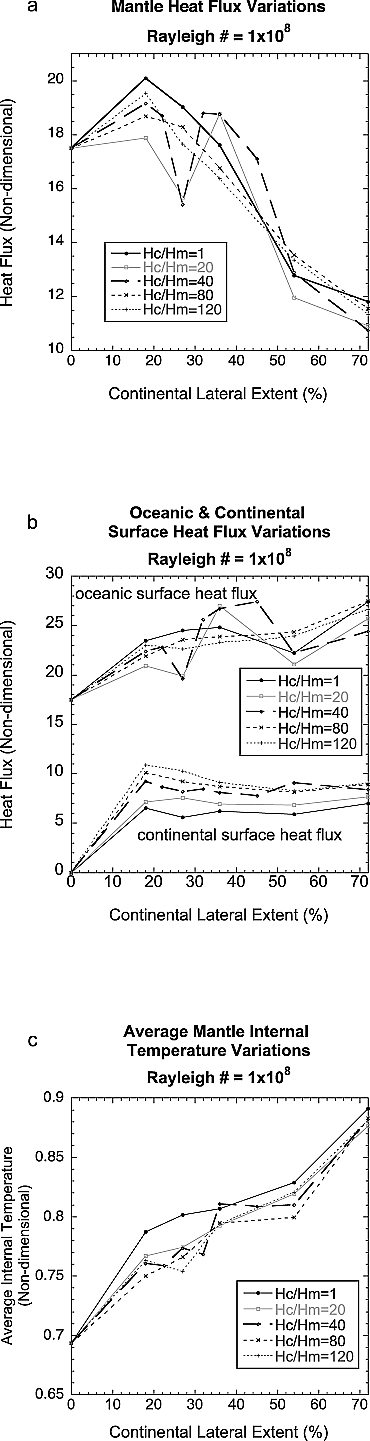 a
Mantle Heat Flux Variations
Rayleigh # = 1x10⁸
20
18
16
14
12
10
Heat Flux (Non-dimensional)
Hc/Hm=1
Hc/Hm=20
Hc/Hm=40
Hc/Hm=80
Hc/Hm=120
0 10 20 30 40 50 60 70
Continental Lateral Extent (%)
b
Oceanic & Continental
Surface Heat Flux Variations
Rayleigh # = 1x10⁸
30
25
20
15
10
5
0
Heat Flux (Non-dimensional)
oceanic surface heat flux
Hc/Hm=1
Hc/Hm=20
Hc/Hm=40
Hc/Hm=80
Hc/Hm=120
continental surface heat flux
0 10 20 30 40 50 60 70
Continental Lateral Extent (%)
c
Average Mantle Internal
Temperature Variations
Rayleigh # = 1x10⁸
0.9
0.85
0.8
0.75
0.7
0.65
Average Internal Temperature
(Non-dimensional)
Hc/Hm=1
Hc/Hm=20
Hc/Hm=40
Hc/Hm=80
Hc/Hm=120
0 10 20 30 40 50 60 70
Continental Lateral Extent (%)